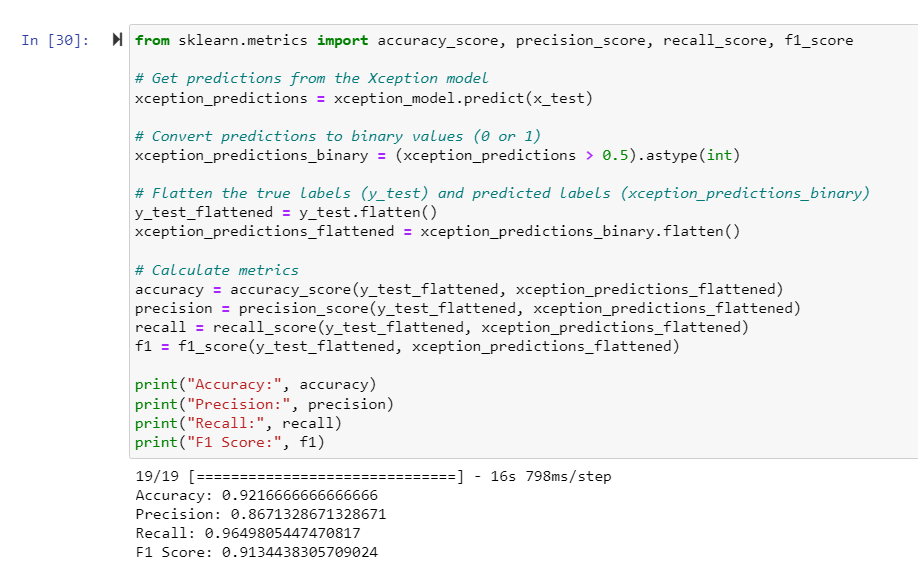 In [30]: from sklearn.metrics import accuracy_score, precision_score, recall_score, f1_score
# Get predictions from the Xception model
xception_predictions = xception_model.predict(x_test)
# Convert predictions to binary values (0 or 1)
xception_predictions_binary = (xception_predictions > 0.5).astype(int)
# Flatten the true labels (y_test) and predicted labels (xception_predictions_binary)
y_test_flattened = y_test.flatten()
xception_predictions_flattened = xception_predictions_binary.flatten()
# Calculate metrics
accuracy = accuracy_score(y_test_flattened, xception_predictions_flattened)
precision = precision_score(y_test_flattened, xception_predictions_flattened)
recall = recall_score(y_test_flattened, xception_predictions_flattened)
f1 = f1_score(y_test_flattened, xception_predictions_flattened)
print("Accuracy:", accuracy)
print("Precision:", precision)
print("Recall:", recall)
print("F1 Score:", f1)
19/19 [==============================] - 16s 798ms/step
Accuracy: 0.9216666666666666
Precision: 0.8671328671328671
Recall: 0.9649805447470817
F1 Score: 0.9134438305709024